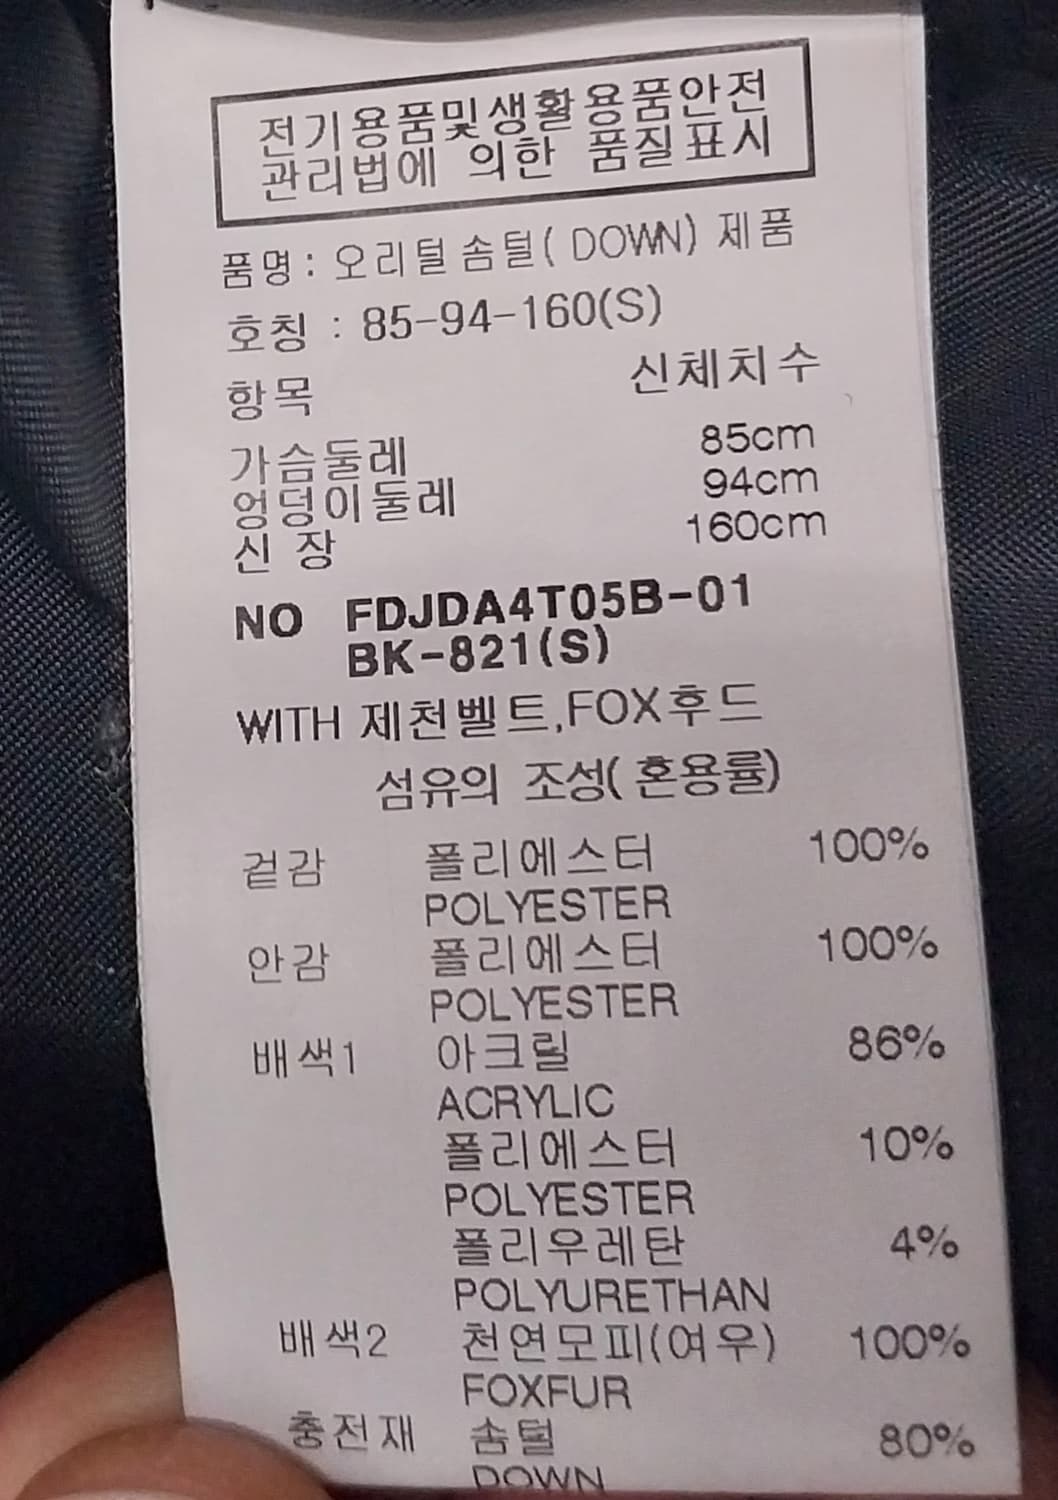 전기용품및생활용품안전
관리법에 의한 품질표시
품명: 오리털 솜털( DOWN) 제품
호칭 : 85-94-160(S)
항목 신체치수
가슴둘레 85cm
엉덩이둘레 94cm
신 장 160cm
NO FDJDA4T05B-01
BK-821(S)
WITH 제천벨트,FOX후드
섬유의 조성( 혼용률)
겉감 폴리에스터 100%
POLYESTER
안감 폴리에스터 100%
POLYESTER
배색1 아크릴 86%
ACRYLIC
폴리에스터 10%
POLYESTER
폴리우레탄 4%
POLYURETHAN
배색2 천연모피(여우) 100%
FOXFUR
충전재 솜털 80%
DOWN